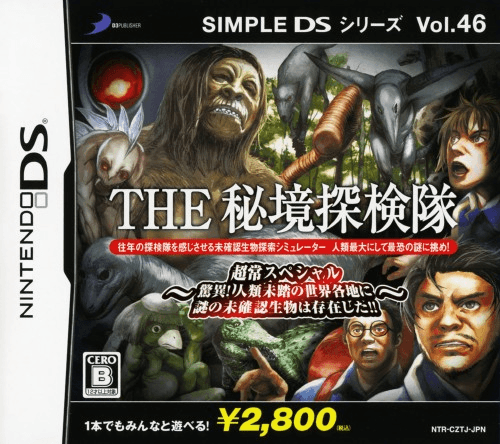 D3PUBLISHER
SIMPLE DS シリーズ Vol.46
NINTENDO DS
THE 秘境探検隊
往年の探検隊を感じさせる未確認生物探索シミュレーター 人類最大にして最恐の謎に挑め!
超常スペシャル
~驚異!人類未踏の世界各地に~
謎の未確認生物は存在した!!
CERO
B
1本でもみんなと遊べる! ¥2,800(税込)
NTR-CZTJ-JPN